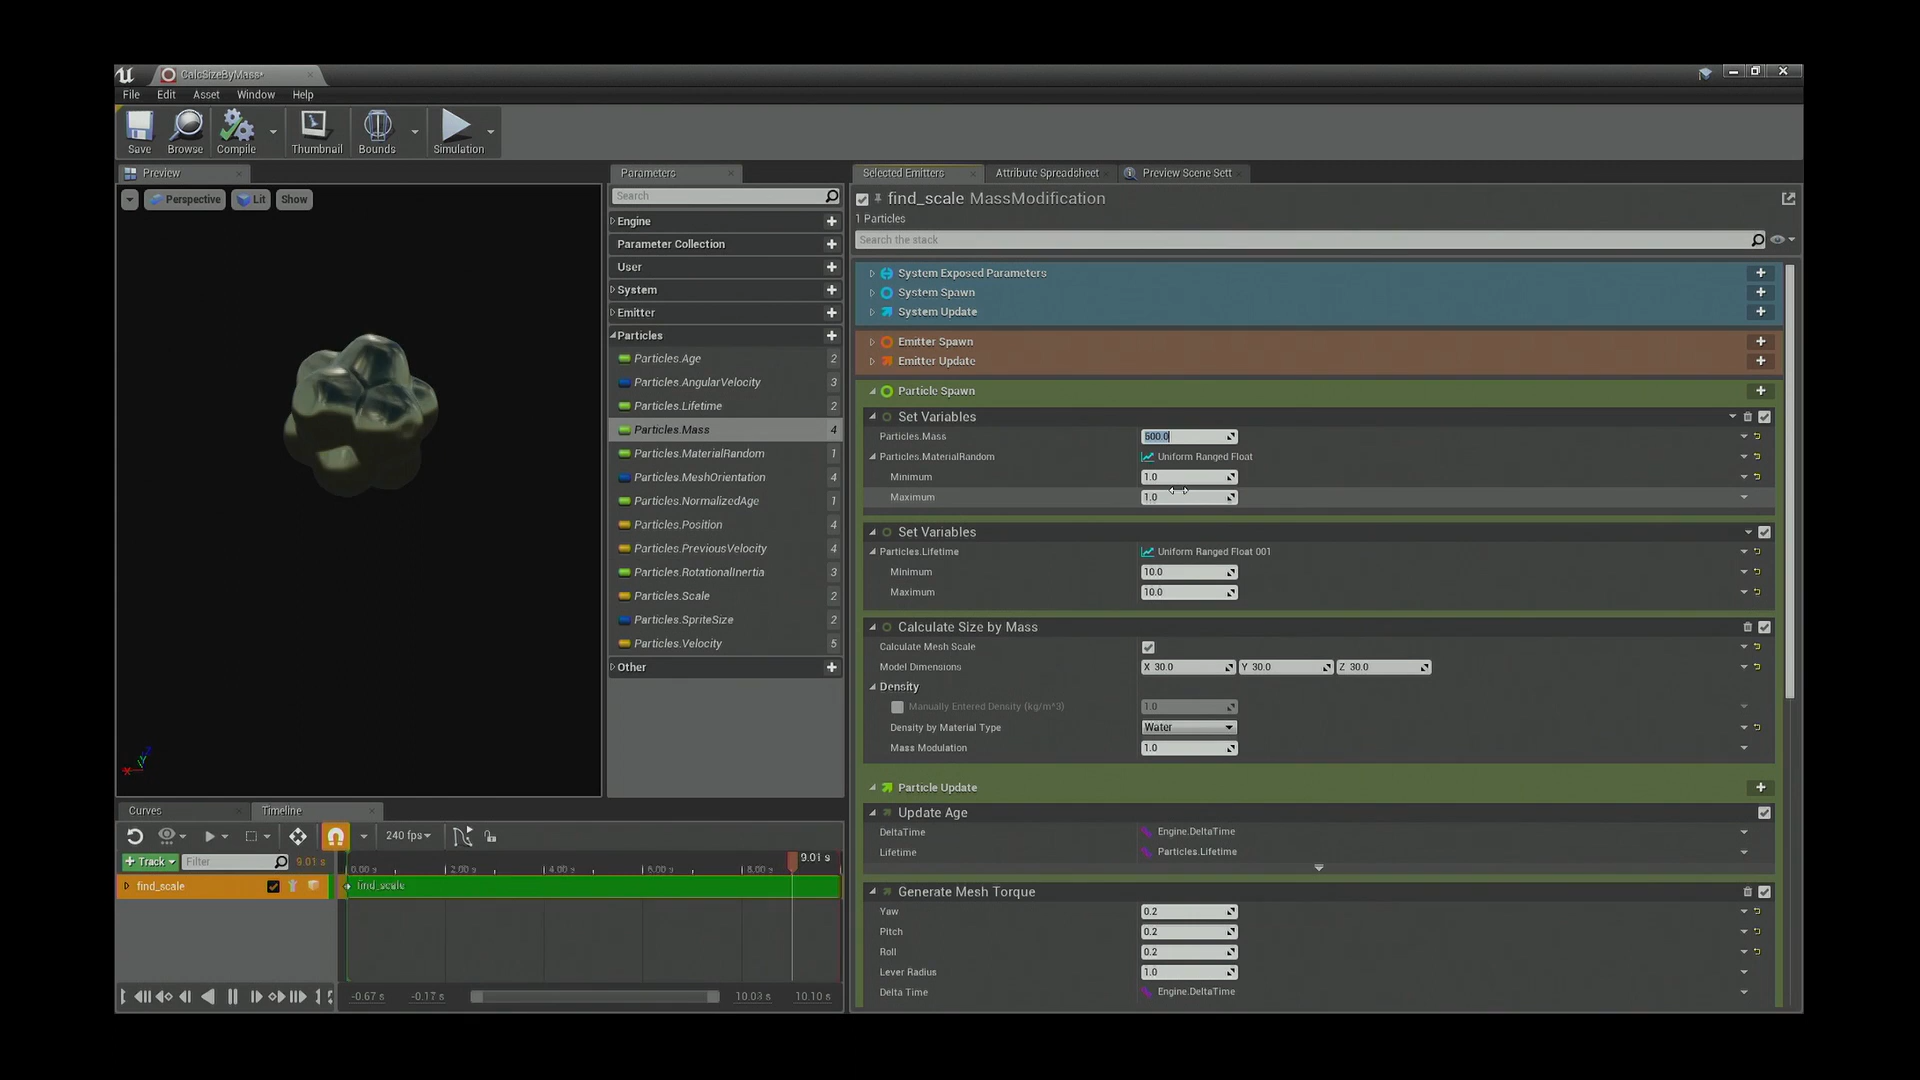 CalcSizeByMass*
File Edit Asset Window Help
Save Browse Compile Thumbnail Bounds Simulation
Preview
Perspective Lit Show
Parameters
Search
Engine
Parameter Collection
User
System
Emitter
Particles
Particles.Age 2
Particles.AngularVelocity 3
Particles.Lifetime 2
Particles.Mass 4
Particles.MaterialRandom 1
Particles.MeshOrientation 4
Particles.NormalizedAge 1
Particles.Position 4
Particles.PreviousVelocity 4
Particles.RotationalInertia 3
Particles.Scale 2
Particles.SpriteSize 2
Particles.Velocity 5
Other
Selected Emitters Attribute Spreadsheet Preview Scene Sett
find_scale MassModification
1 Particles
Search the stack
System Exposed Parameters
System Spawn
System Update
Emitter Spawn
Emitter Update
Particle Spawn
Set Variables
Particles.Mass 500.0
Particles.MaterialRandom Uniform Ranged Float
Minimum 1.0
Maximum 1.0
Set Variables
Particles.Lifetime Uniform Ranged Float 001
Minimum 10.0
Maximum 10.0
Calculate Size by Mass
Calculate Mesh Scale
Model Dimensions X 30.0 Y 30.0 Z 30.0
Density
Manually Entered Density (kg/m^3) 1.0
Density by Material Type Water
Mass Modulation 1.0
Particle Update
Update Age
DeltaTime Engine.DeltaTime
Lifetime Particles.Lifetime
Generate Mesh Torque
Yaw 0.2
Pitch 0.2
Roll 0.2
Lever Radius 1.0
Delta Time Engine.DeltaTime
Curves Timeline
240 fps
+ Track Filter 9.01 s
9.01 s
0.00 s 2.00 s 4.00 s 6.00 s 8.00 s
find_scale find_scale
-0.67 s -0.17 s 10.03 s 10.10 s